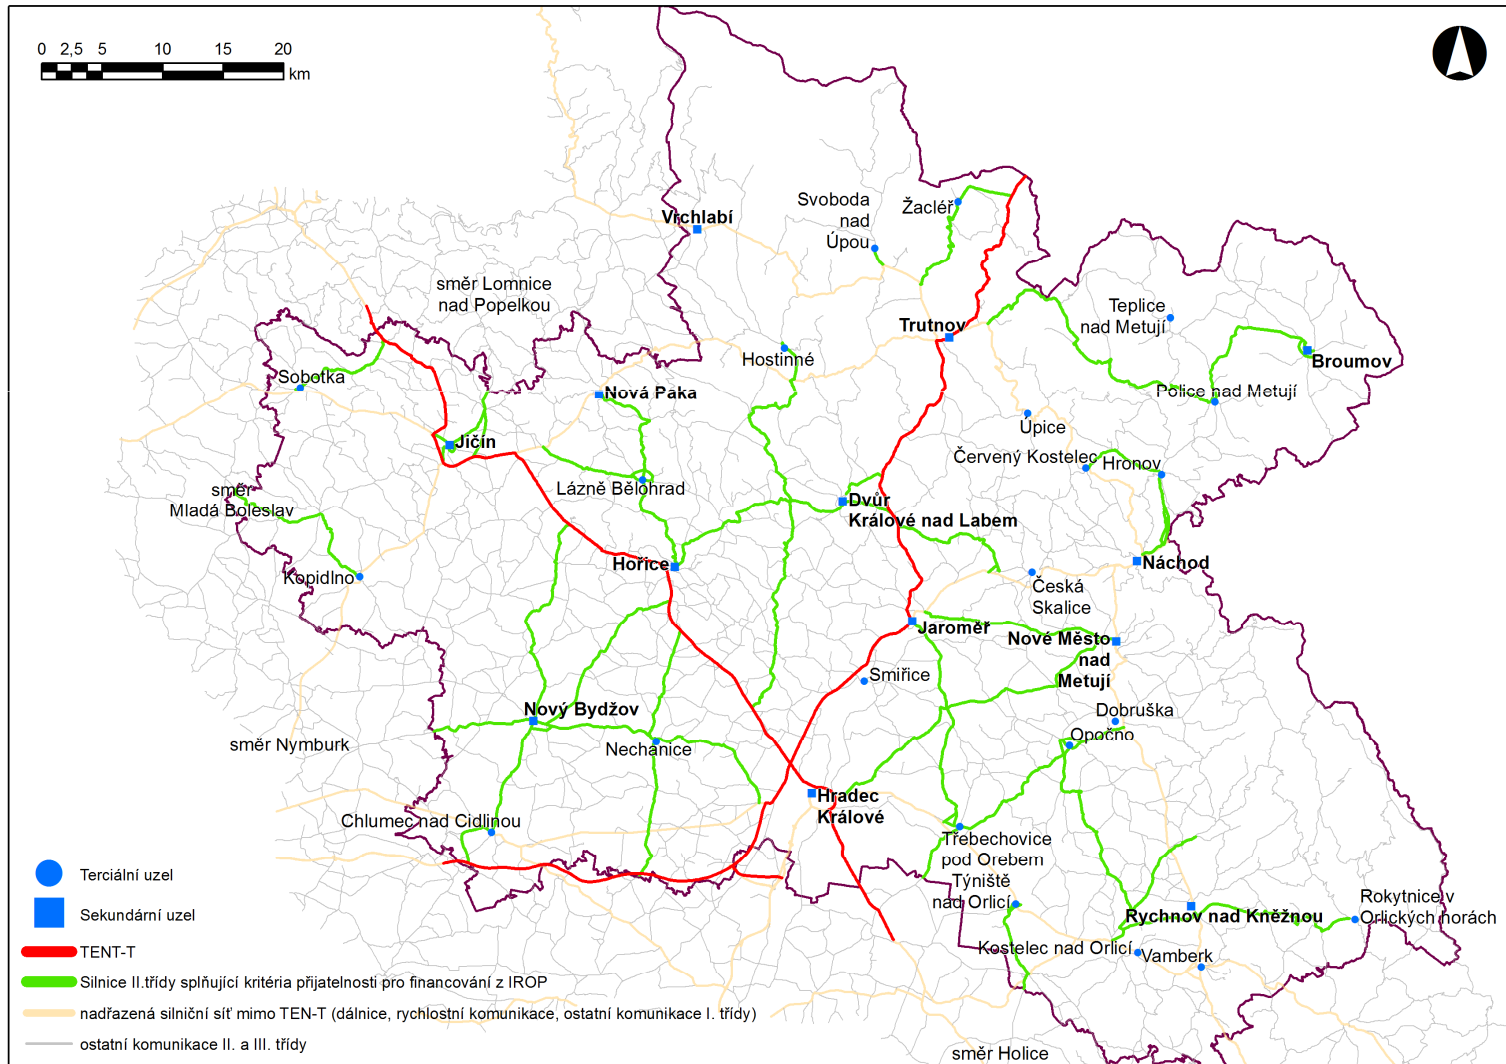 0 2,5 5 10 15 20
km
Svoboda
nad
Úpou
Žacléř
Vrchlabí
směr Lomnice
nad Popelkou
Teplice
nad Metují
Trutnov
Hostinné
Broumov
Sobotka
Nová Paka
Police nad Metují
Úpice
Jičín
Červený Kostelec
Hronov
Lázně Bělohrad
směr
Mladá Boleslav
Dvůr
Králové nad Labem
Hořice
Náchod
Kopidlno
Česká
Skalice
Jaroměř
Nové Město
nad
Metují
Smiřice
Nový Bydžov
Dobruška
Opočno
směr Nymburk
Nechanice
Hradec
Králové
Chlumec nad Cidlinou
Třebechovice
pod Orebem
Týniště
nad Orlicí
Rokytnice v
Orlických horách
Rychnov nad Kněžnou
Kostelec nad Orlicí
Vamberk
směr Holice
Terciální uzel
Sekundární uzel
TENT-T
Silnice II.třídy splňující kritéria přijatelnosti pro financování z IROP
nadřazená silniční síť mimo TEN-T (dálnice, rychlostní komunikace, ostatní komunikace I. třídy)
ostatní komunikace II. a III. třídy